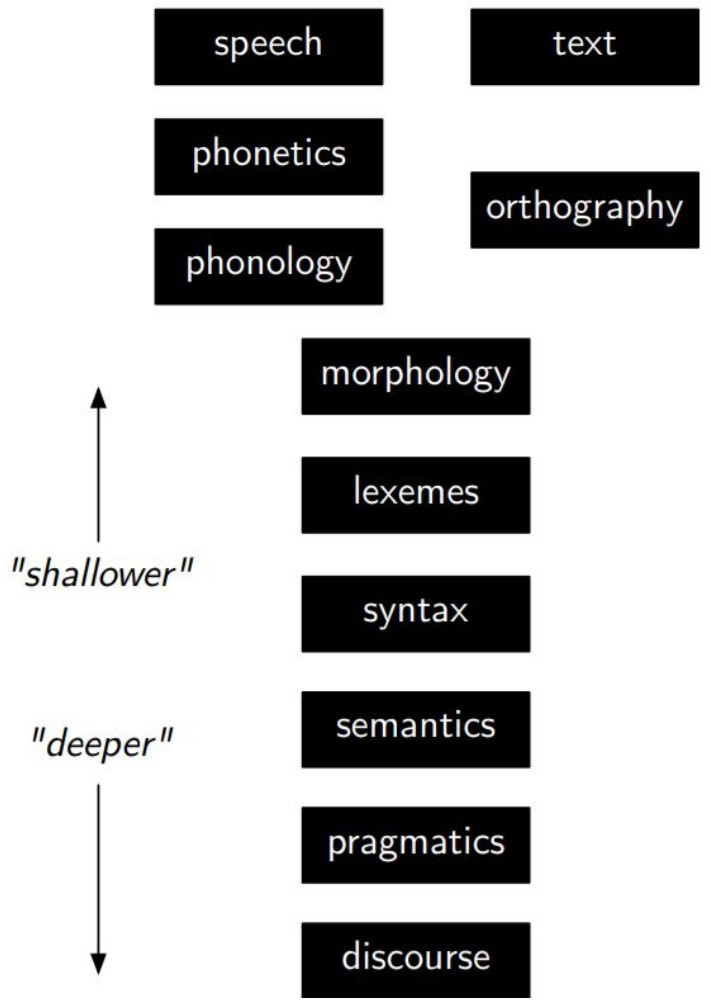 speech
text
phonetics
orthography
phonology
morphology
lexemes
"shallower"
syntax
semantics
"deeper"
pragmatics
discourse